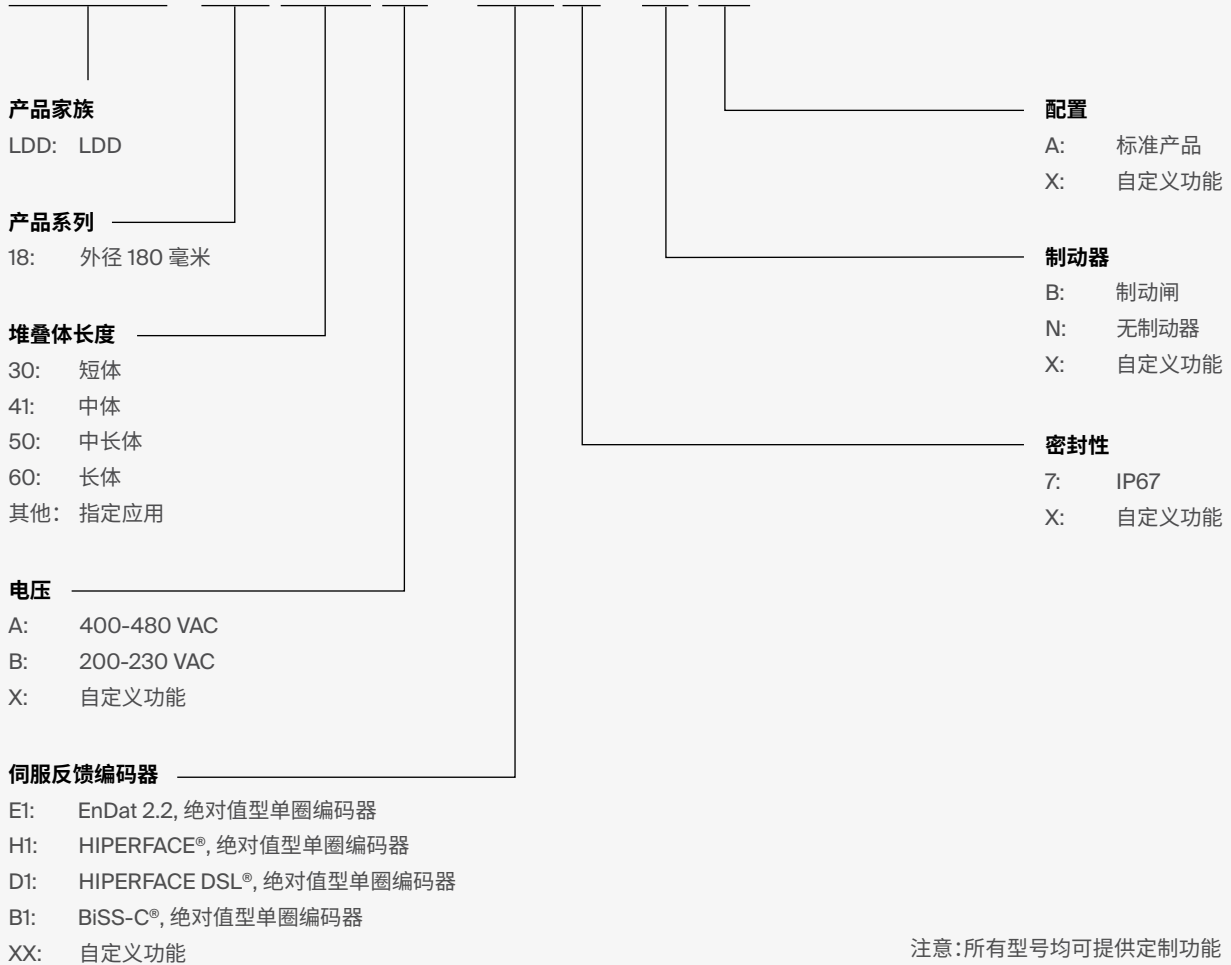 产品家族
LDD: LDD
产品系列
18: 外径 180 毫米
堆叠体长度
30: 短体
41: 中体
50: 中长体
60: 长体
其他: 指定应用
电压
A: 400-480 VAC
B: 200-230 VAC
X: 自定义功能
伺服反馈编码器
E1: EnDat 2.2, 绝对值型单圈编码器
H1: HIPERFACE®, 绝对值型单圈编码器
D1: HIPERFACE DSL®, 绝对值型单圈编码器
B1: BiSS-C®, 绝对值型单圈编码器
XX: 自定义功能
配置
A: 标准产品
X: 自定义功能
制动器
B: 制动闸
N: 无制动器
X: 自定义功能
密封性
7: IP67
X: 自定义功能
注意:所有型号均可提供定制功能